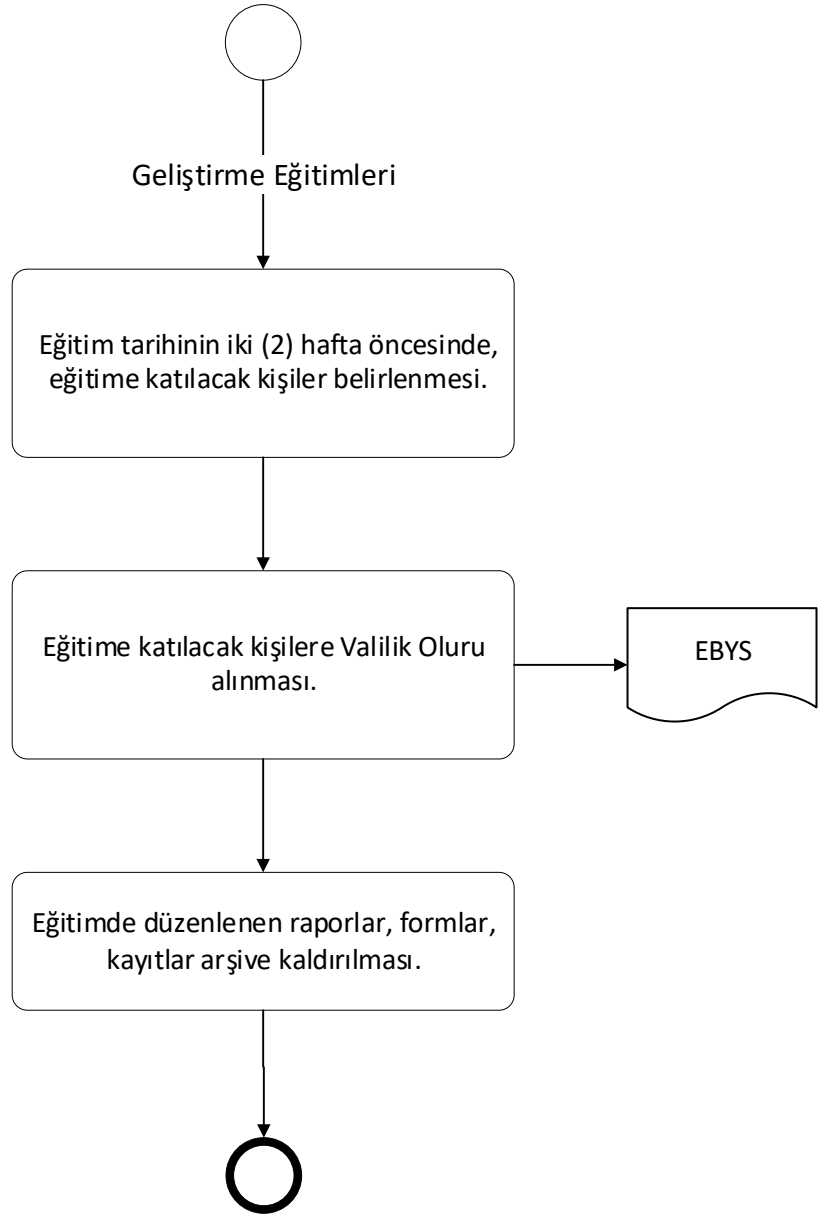 Geliştirme Eğitimleri
Eğitim tarihinin iki (2) hafta öncesinde,
eğitime katılacak kişiler belirlenmesi.
Eğitime katılacak kişilere Valilik Oluru
alınması.
EBYS
Eğitimde düzenlenen raporlar, formlar,
kayıtlar arşive kaldırılması.